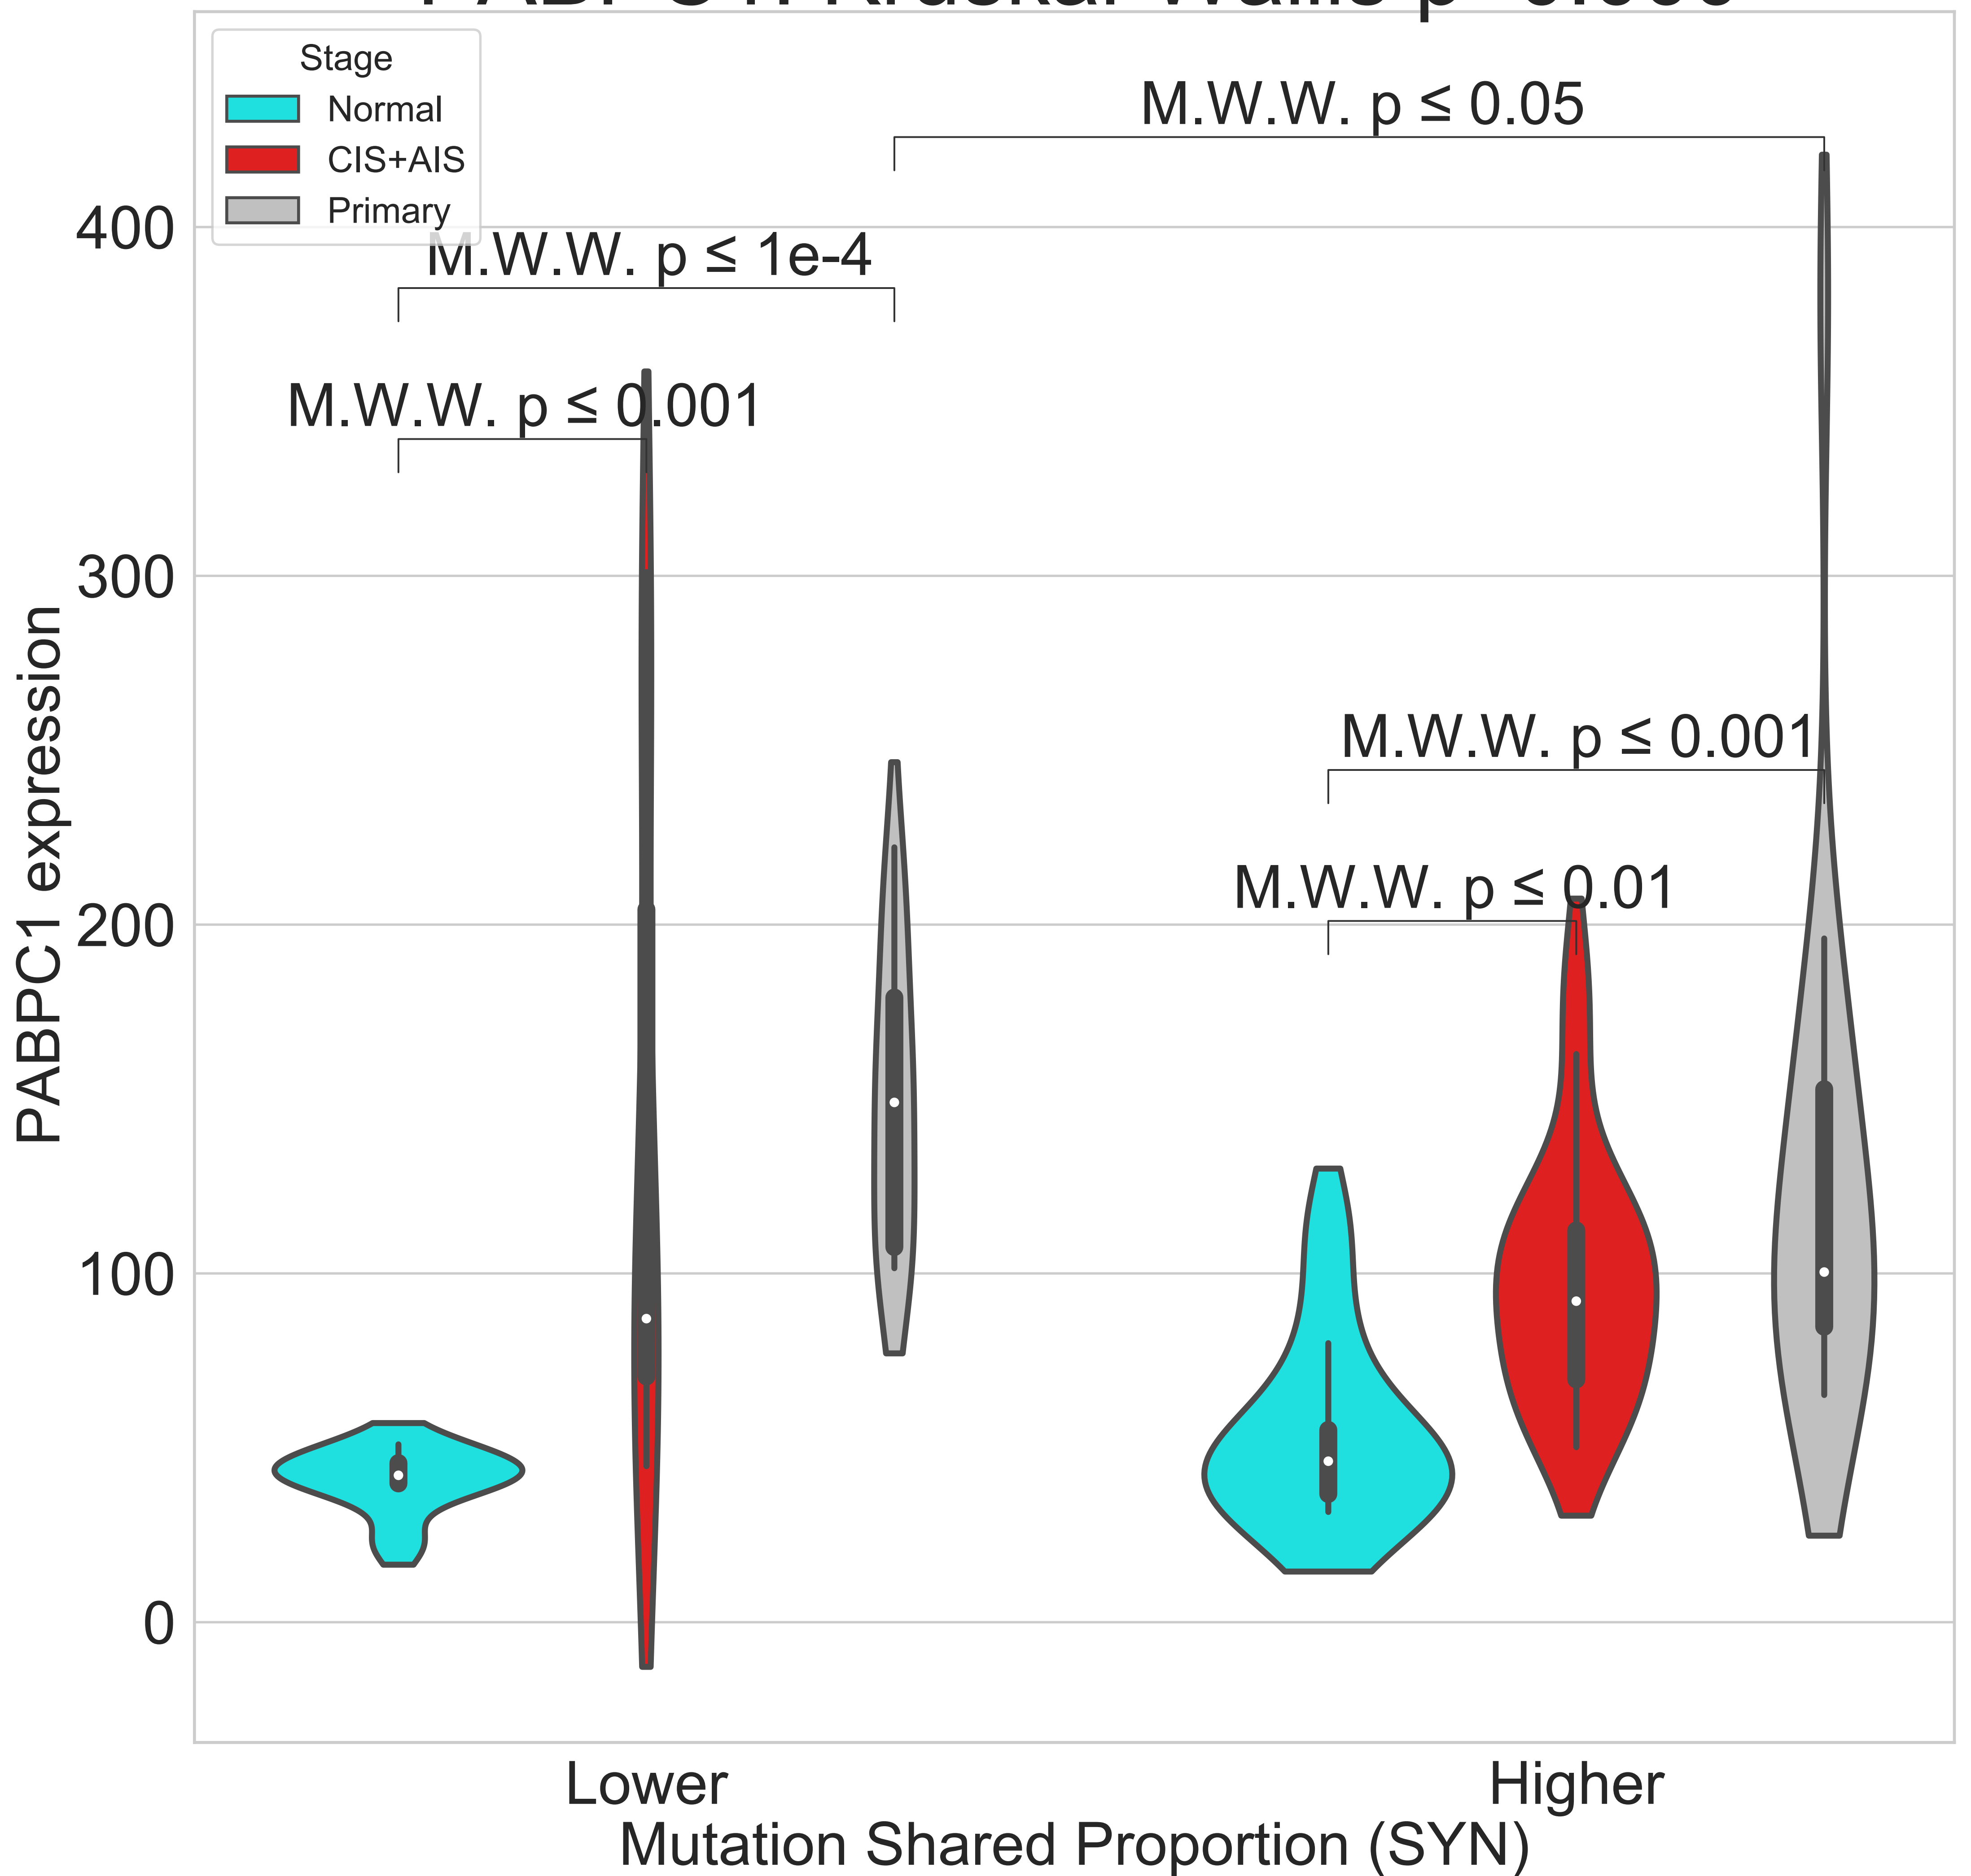 Stage
Normal
CIS+AIS
Primary
M.W.W. p ≤ 0.05
M.W.W. p ≤ 1e-4
M.W.W. p ≤ 0.001
M.W.W. p ≤ 0.001
M.W.W. p ≤ 0.01
400
300
200
100
0
PABPC1 expression
Lower
Higher
Mutation Shared Proportion (SYN)